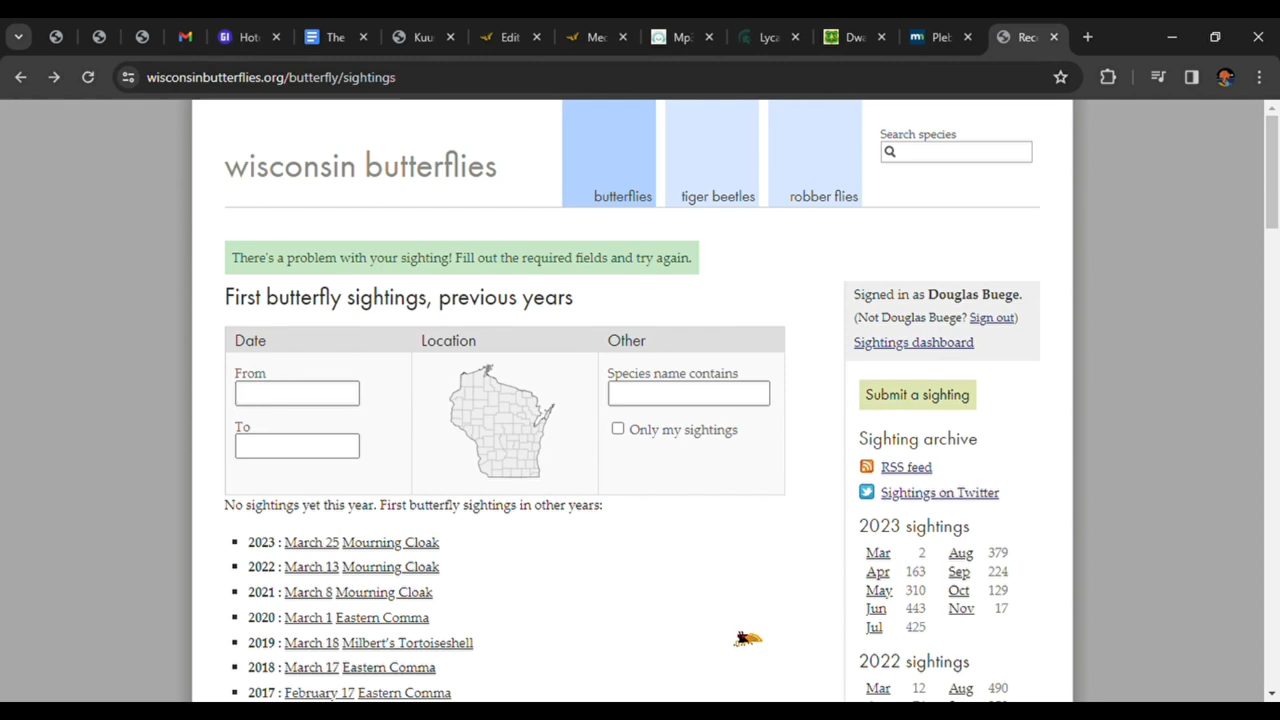 Hot
The
Kuu
Edit
Mec
Mp3
Lyca
Dwa
Pleb
Rec
wisconsinbutterflies.org/butterfly/sightings
wisconsin butterflies
butterflies
tiger beetles
robber flies
Search species
There's a problem with your sighting! Fill out the required fields and try again.
First butterfly sightings, previous years
Date
Location
Other
From
To
Species name contains
Only my sightings
No sightings yet this year. First butterfly sightings in other years:
2023 : March 25 Mourning Cloak
2022 : March 13 Mourning Cloak
2021 : March 8 Mourning Cloak
2020 : March 1 Eastern Comma
2019 : March 18 Milbert's Tortoiseshell
2018 : March 17 Eastern Comma
2017 : February 17 Eastern Comma
Signed in as Douglas Buege.
(Not Douglas Buege? Sign out)
Sightings dashboard
Submit a sighting
Sighting archive
RSS feed
Sightings on Twitter
2023 sightings
Mar 2 Aug 379
Apr 163 Sep 224
May 310 Oct 129
Jun 443 Nov 17
Jul 425
2022 sightings
Mar 12 Aug 490